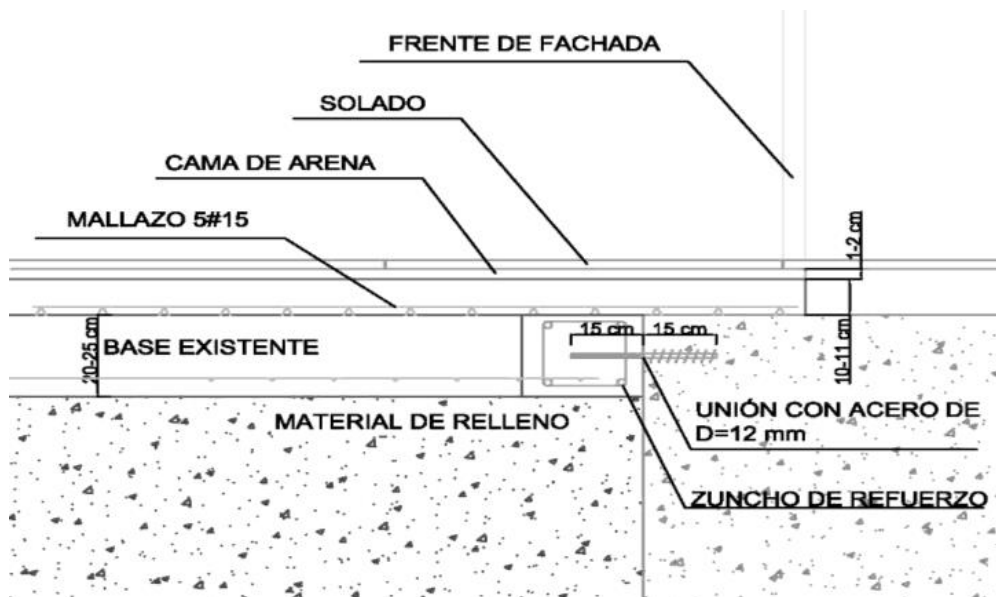 FRENTE DE FACHADA
SOLADO
CAMA DE ARENA
MALLAZO 5#15
1-2 cm
15 cm 15 cm
20-25 cm
BASE EXISTENTE
10-11 cm
MATERIAL DE RELLENO
UNIÓN CON ACERO DE
D=12 mm
ZUNCHO DE REFUERZO